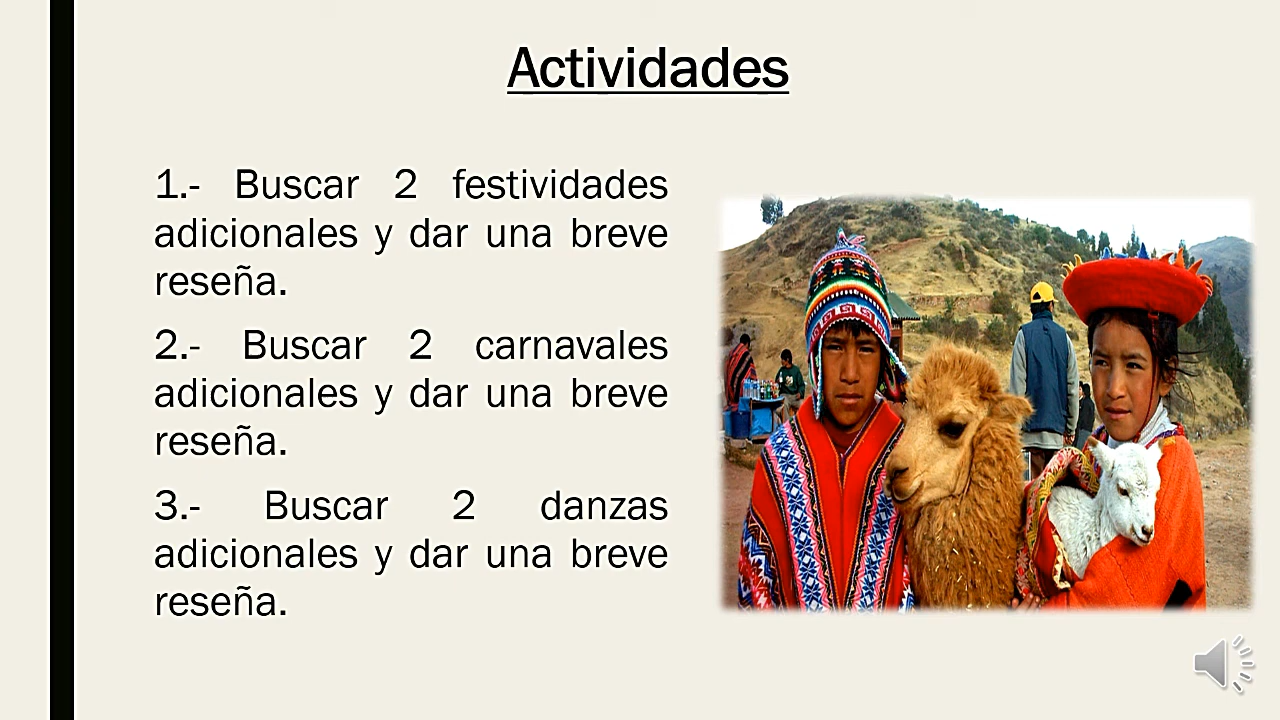 Actividades
1.- Buscar 2 festividades
adicionales y dar una breve
reseña.
2.- Buscar 2 carnavales
adicionales y dar una breve
reseña.
3.- Buscar 2 danzas
adicionales y dar una breve
reseña.